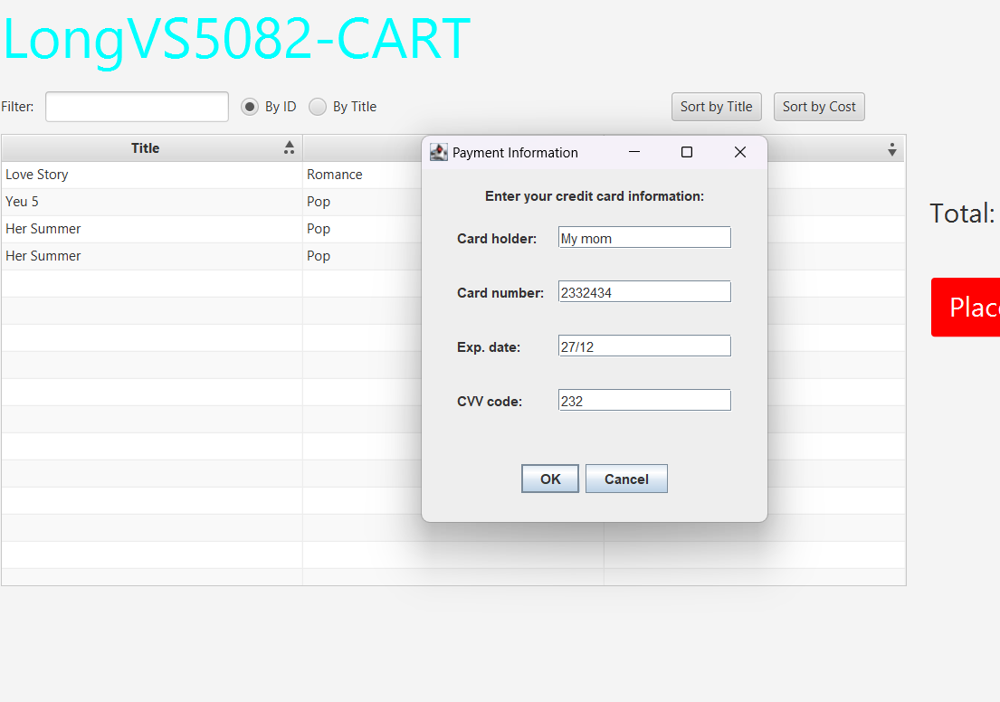 LongVS5082-CART
Filter: By ID By Title Sort by Title Sort by Cost
Title
Love Story Romance
Yeu 5 Pop
Her Summer Pop
Her Summer Pop
Payment Information
Enter your credit card information:
Card holder: My mom
Card number: 2332434
Exp. date: 27/12
CVV code: 232
OK Cancel
Total: